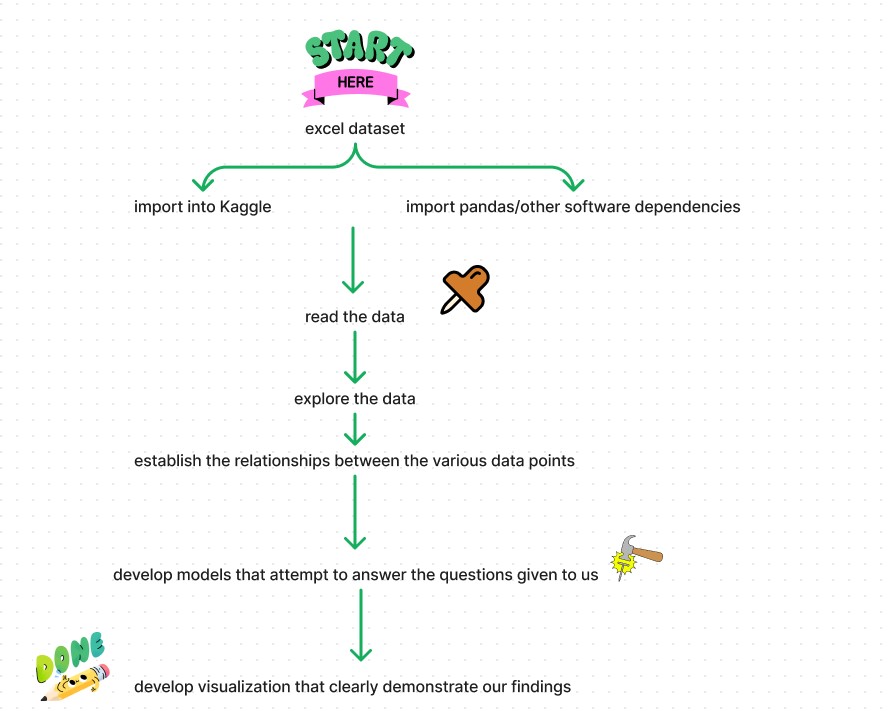 START
HERE
excel dataset
import into Kaggle
import pandas/other software dependencies
read the data
explore the data
establish the relationships between the various data points
develop models that attempt to answer the questions given to us
DONE
develop visualization that clearly demonstrate our findings